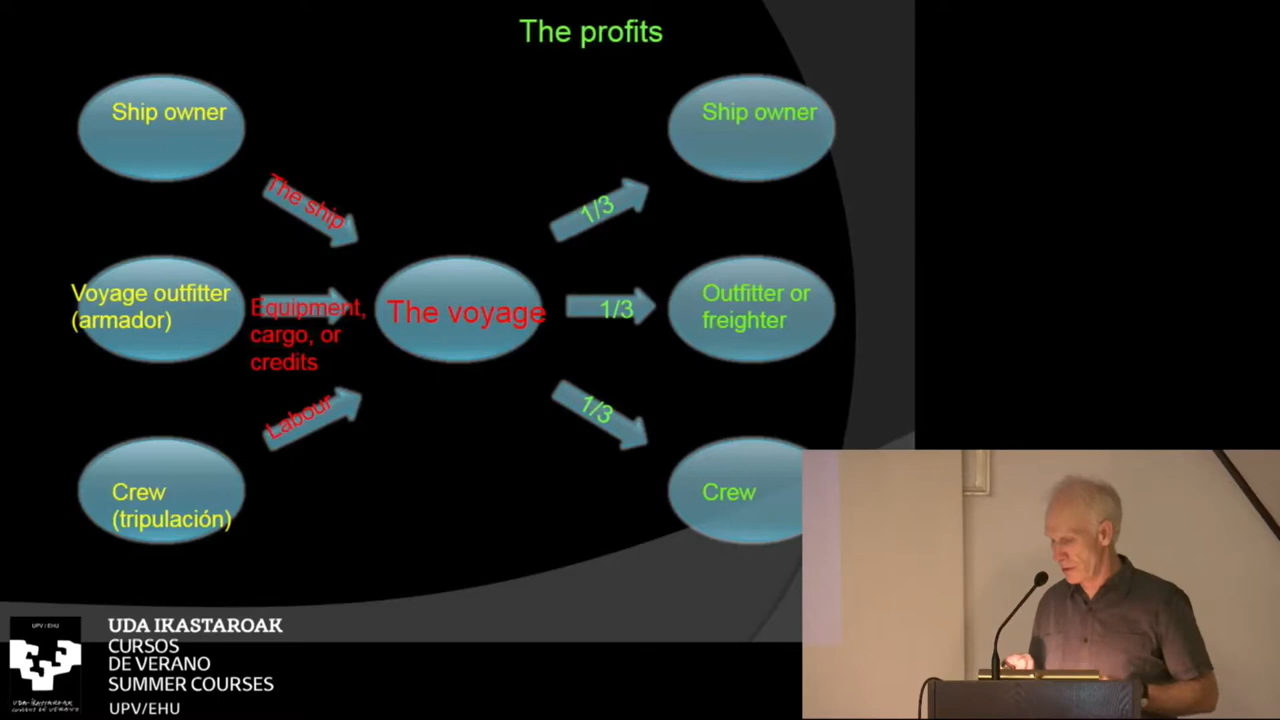 The profits
Ship owner
Ship owner
The ship
1/3
Voyage outfitter
(armador)
Equipment,
cargo, or
credits
The voyage
1/3
Outfitter or
freighter
Labour
1/3
Crew
(tripulación)
Crew
UPV / EHU
UDA IKASTAROAK
CURSOS
DE VERANO
SUMMER COURSES
UPV/EHU